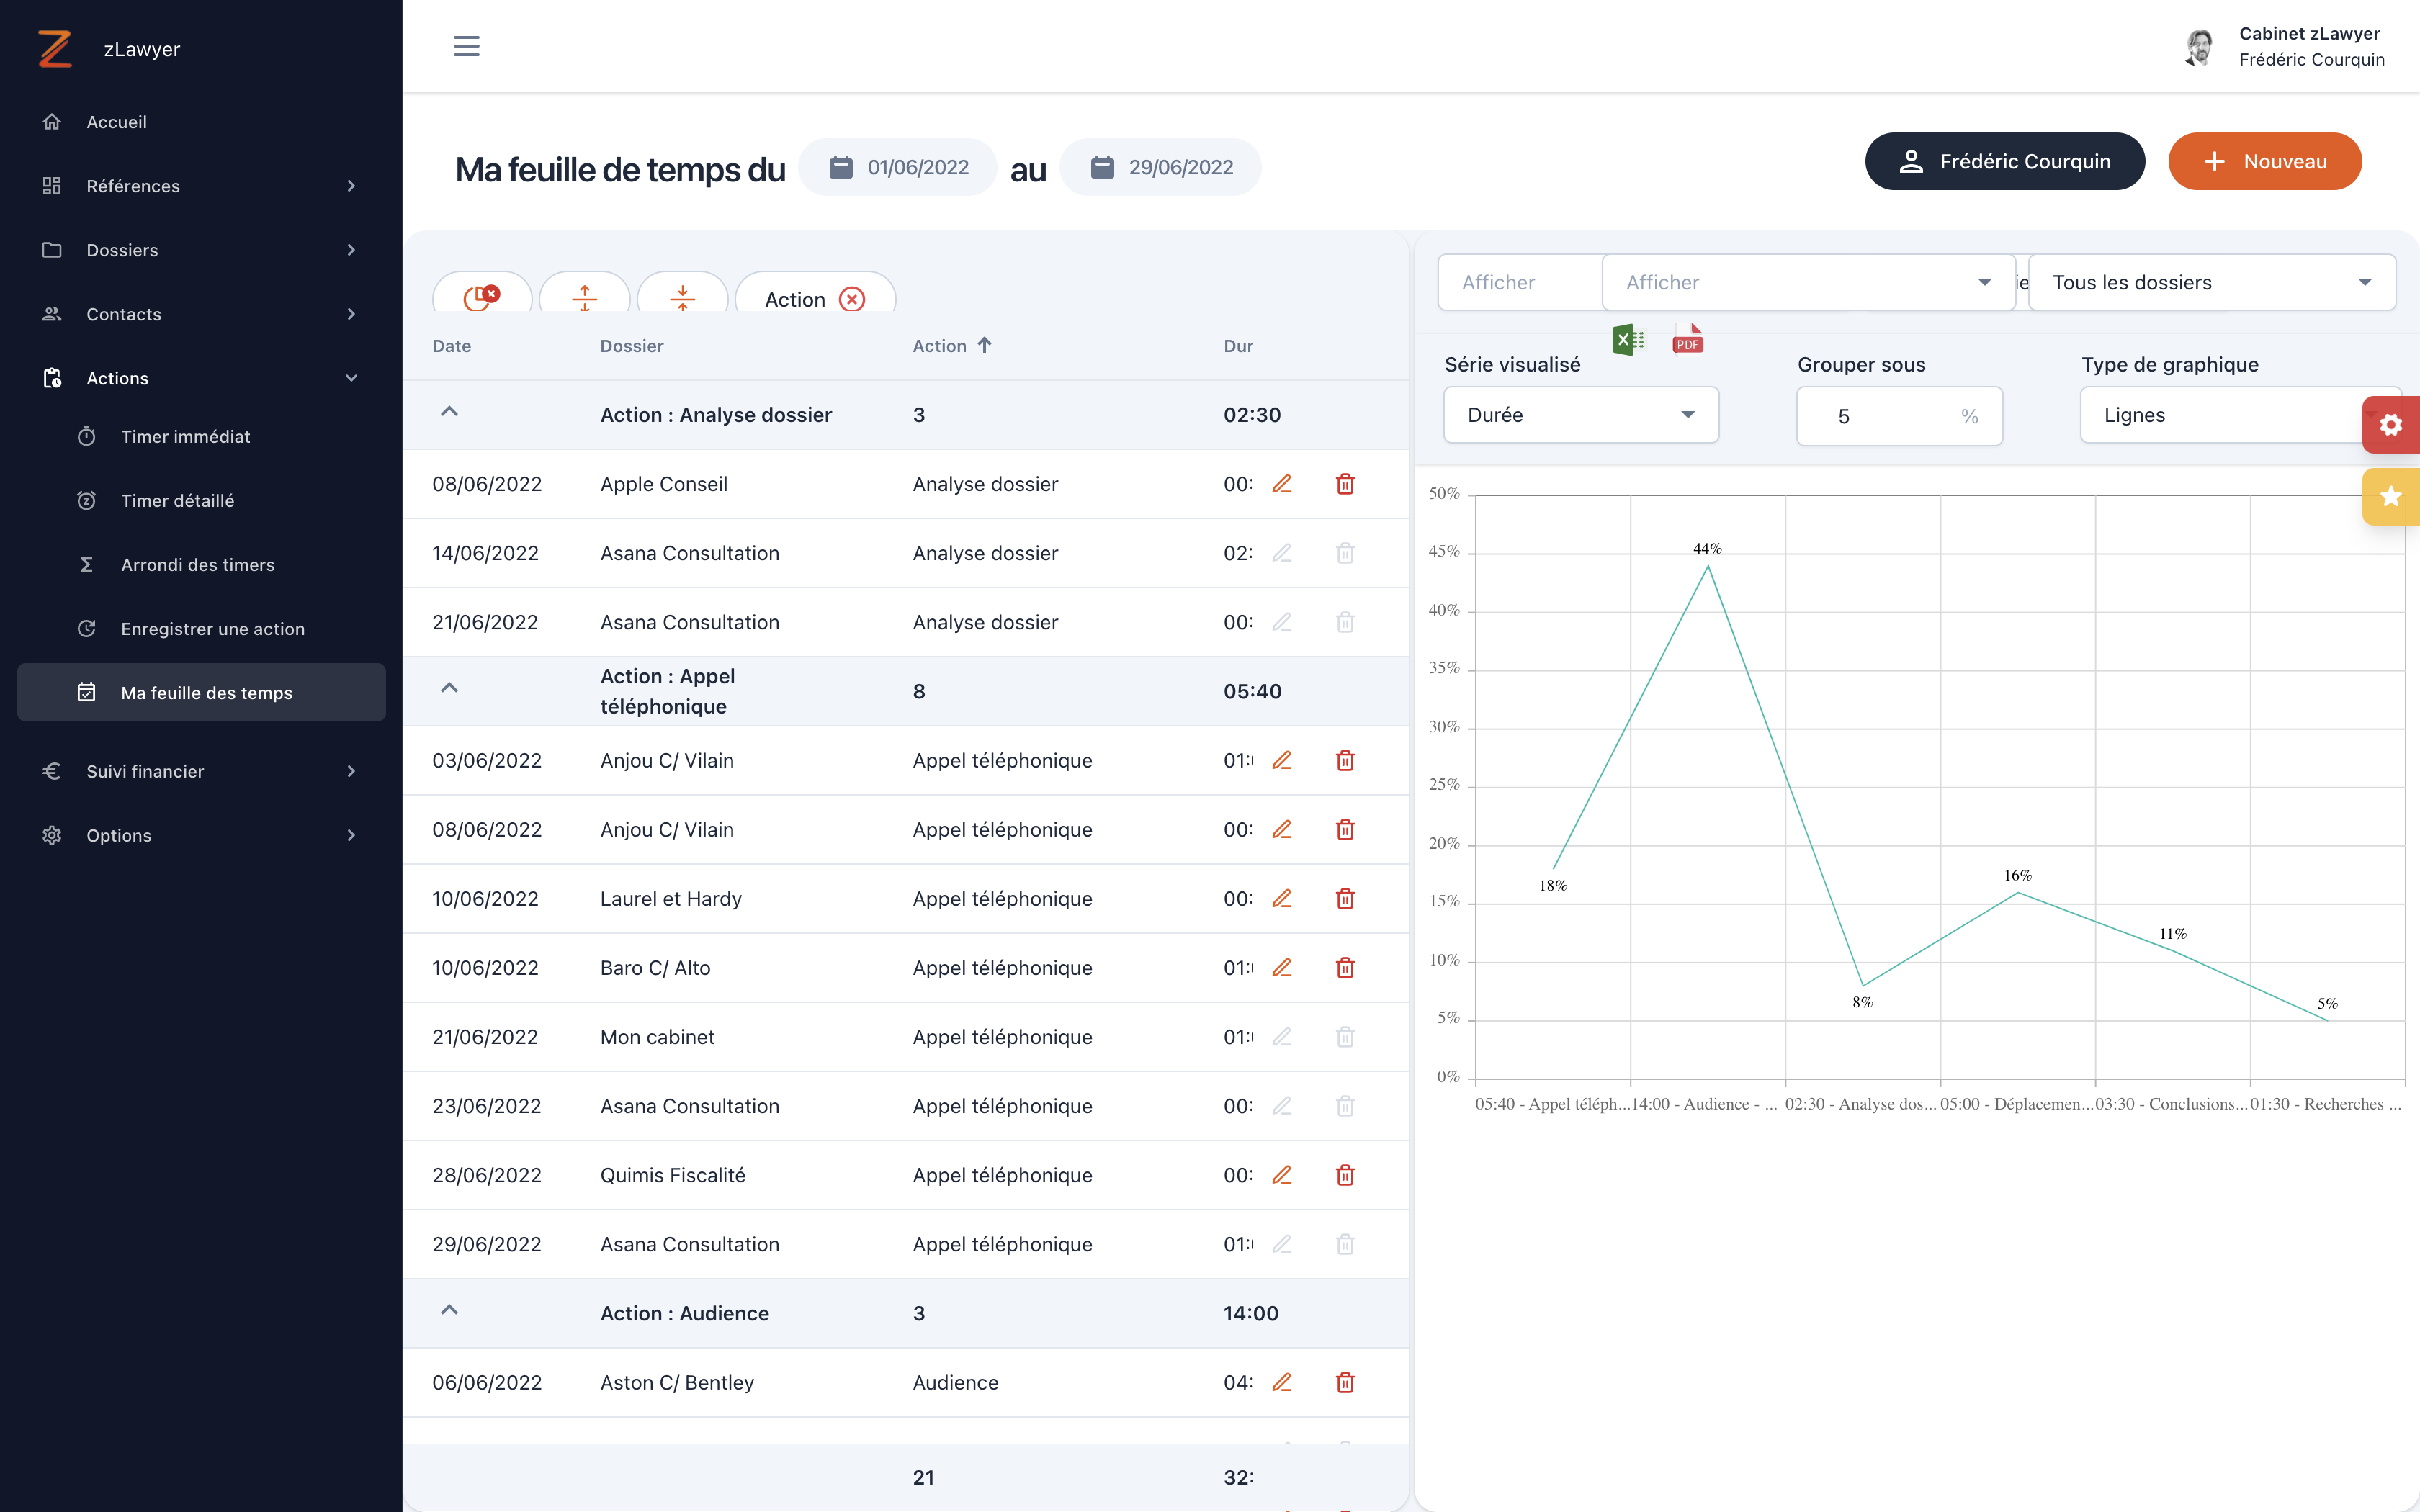 zLawyer
Accueil
Références
Dossiers
Contacts
Actions
Timer immédiat
Timer détaillé
Arrondi des timers
Enregistrer une action
Ma feuille des temps
Suivi financier
Options
Cabinet zLawyer
Frédéric Courquin
Ma feuille de temps du 01/06/2022 au 29/06/2022
Frédéric Courquin
Nouveau
Action
Date Dossier Action Dur
Action : Analyse dossier 3 02:30
08/06/2022 Apple Conseil Analyse dossier 00:
14/06/2022 Asana Consultation Analyse dossier 02:
21/06/2022 Asana Consultation Analyse dossier 00:
Action : Appel téléphonique 8 05:40
03/06/2022 Anjou C/ Vilain Appel téléphonique 01:
08/06/2022 Anjou C/ Vilain Appel téléphonique 00:
10/06/2022 Laurel et Hardy Appel téléphonique 00:
10/06/2022 Baro C/ Alto Appel téléphonique 01:
21/06/2022 Mon cabinet Appel téléphonique 01:
23/06/2022 Asana Consultation Appel téléphonique 00:
28/06/2022 Quimis Fiscalité Appel téléphonique 00:
29/06/2022 Asana Consultation Appel téléphonique 01:
Action : Audience 3 14:00
06/06/2022 Aston C/ Bentley Audience 04:
21 32:
Afficher Afficher ie Tous les dossiers
PDF
Série visualisé Grouper sous Type de graphique
Durée 5 % Lignes
50%
45%
40%
35%
30%
25%
20%
15%
10%
5%
0%
18%
44%
8%
16%
11%
5%
05:40 - Appel téléph... 14:00 - Audience - ... 02:30 - Analyse dos... 05:00 - Déplacemen... 03:30 - Conclusions... 01:30 - Recherches ...